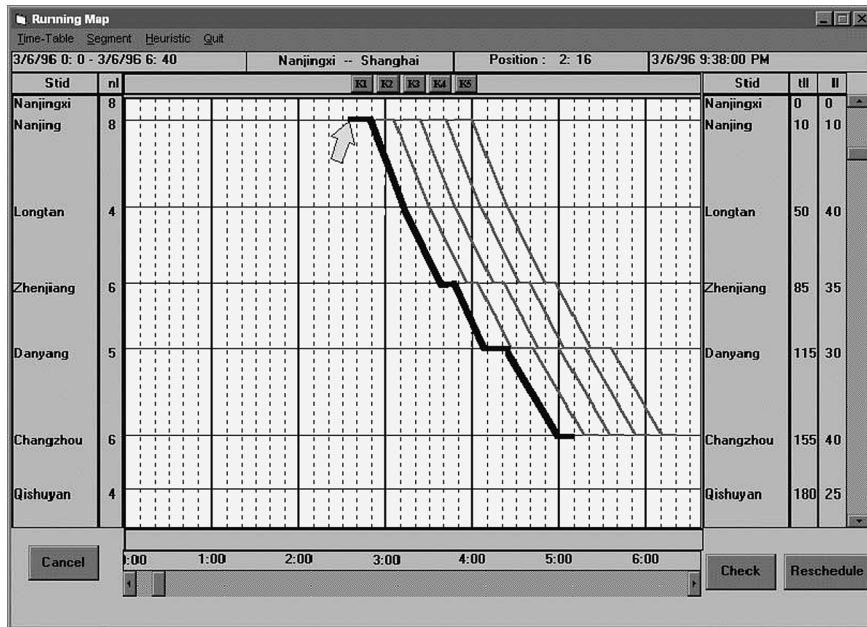 Running Map
Time-Table Segment Heuristic Quit
3/6/96 0: 0 - 3/6/96 6: 40 Nanjingxi -- Shanghai Position : 2: 16 3/6/96 9:38:00 PM
Stid nl K1 K2 K3 K4 K5 Stid tll ll
Nanjingxi 8 Nanjingxi 0 0
Nanjing 8 Nanjing 10 10
Longtan 4 Longtan 50 40
Zhenjiang 6 Zhenjiang 85 35
Danyang 5 Danyang 115 30
Changzhou 6 Changzhou 155 40
Qishuyan 4 Qishuyan 180 25
Cancel ):00 1:00 2:00 3:00 4:00 5:00 6:00 Check Reschedule